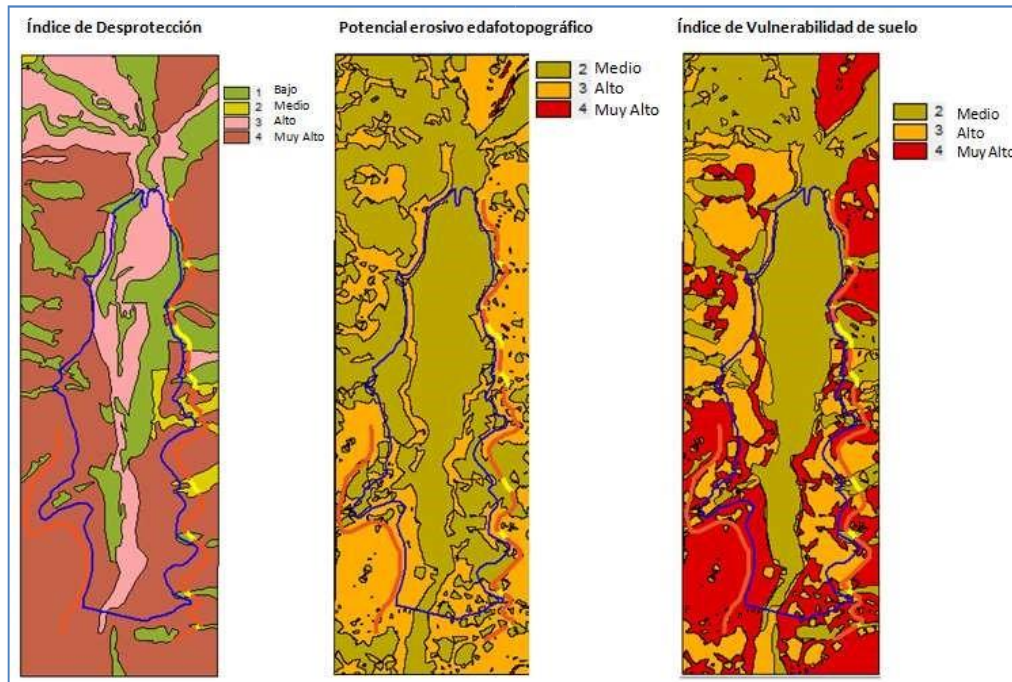 Índice de Desprotección
1 Bajo
2 Medio
3 Alto
4 Muy Alto
Potencial erosivo edafotopográfico
2 Medio
3 Alto
4 Muy Alto
Índice de Vulnerabilidad de suelo
2 Medio
3 Alto
4 Muy Alto